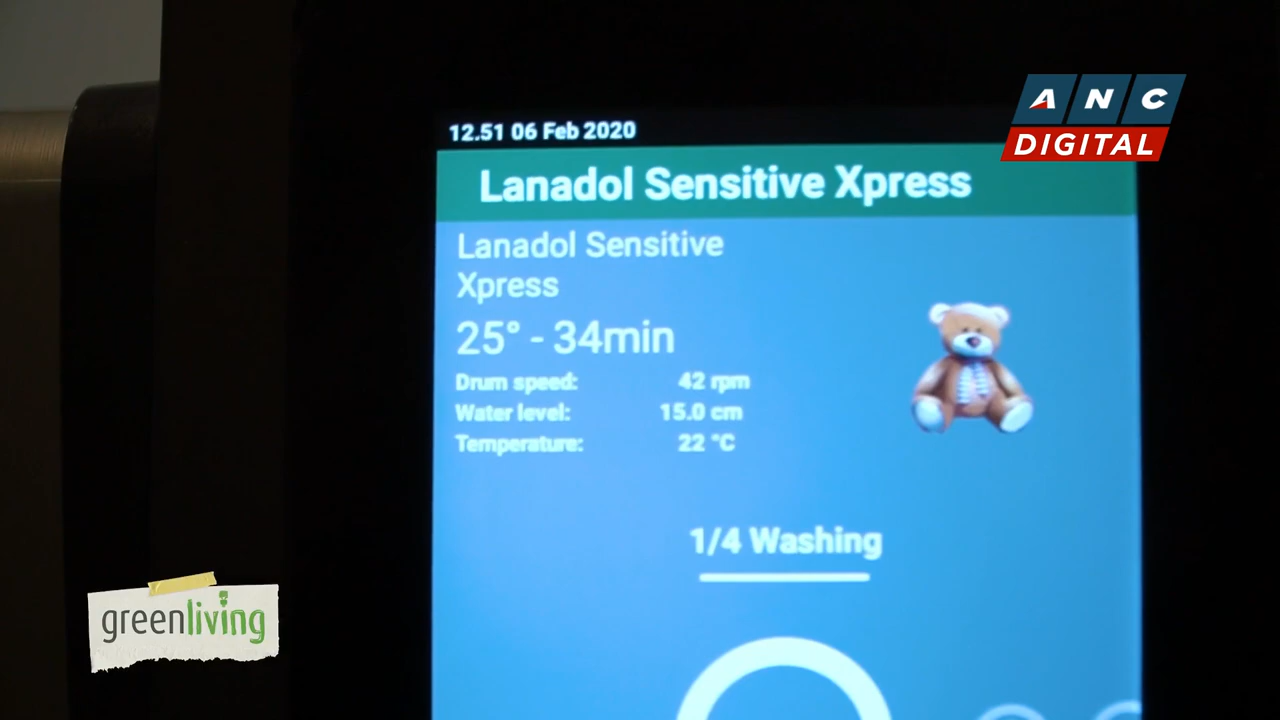 ANC
DIGITAL
12.51 06 Feb 2020
Lanadol Sensitive Xpress
Lanadol Sensitive
Xpress
25° - 34min
Drum speed: 42 rpm
Water level: 15.0 cm
Temperature: 22 °C
1/4 Washing
greenliving